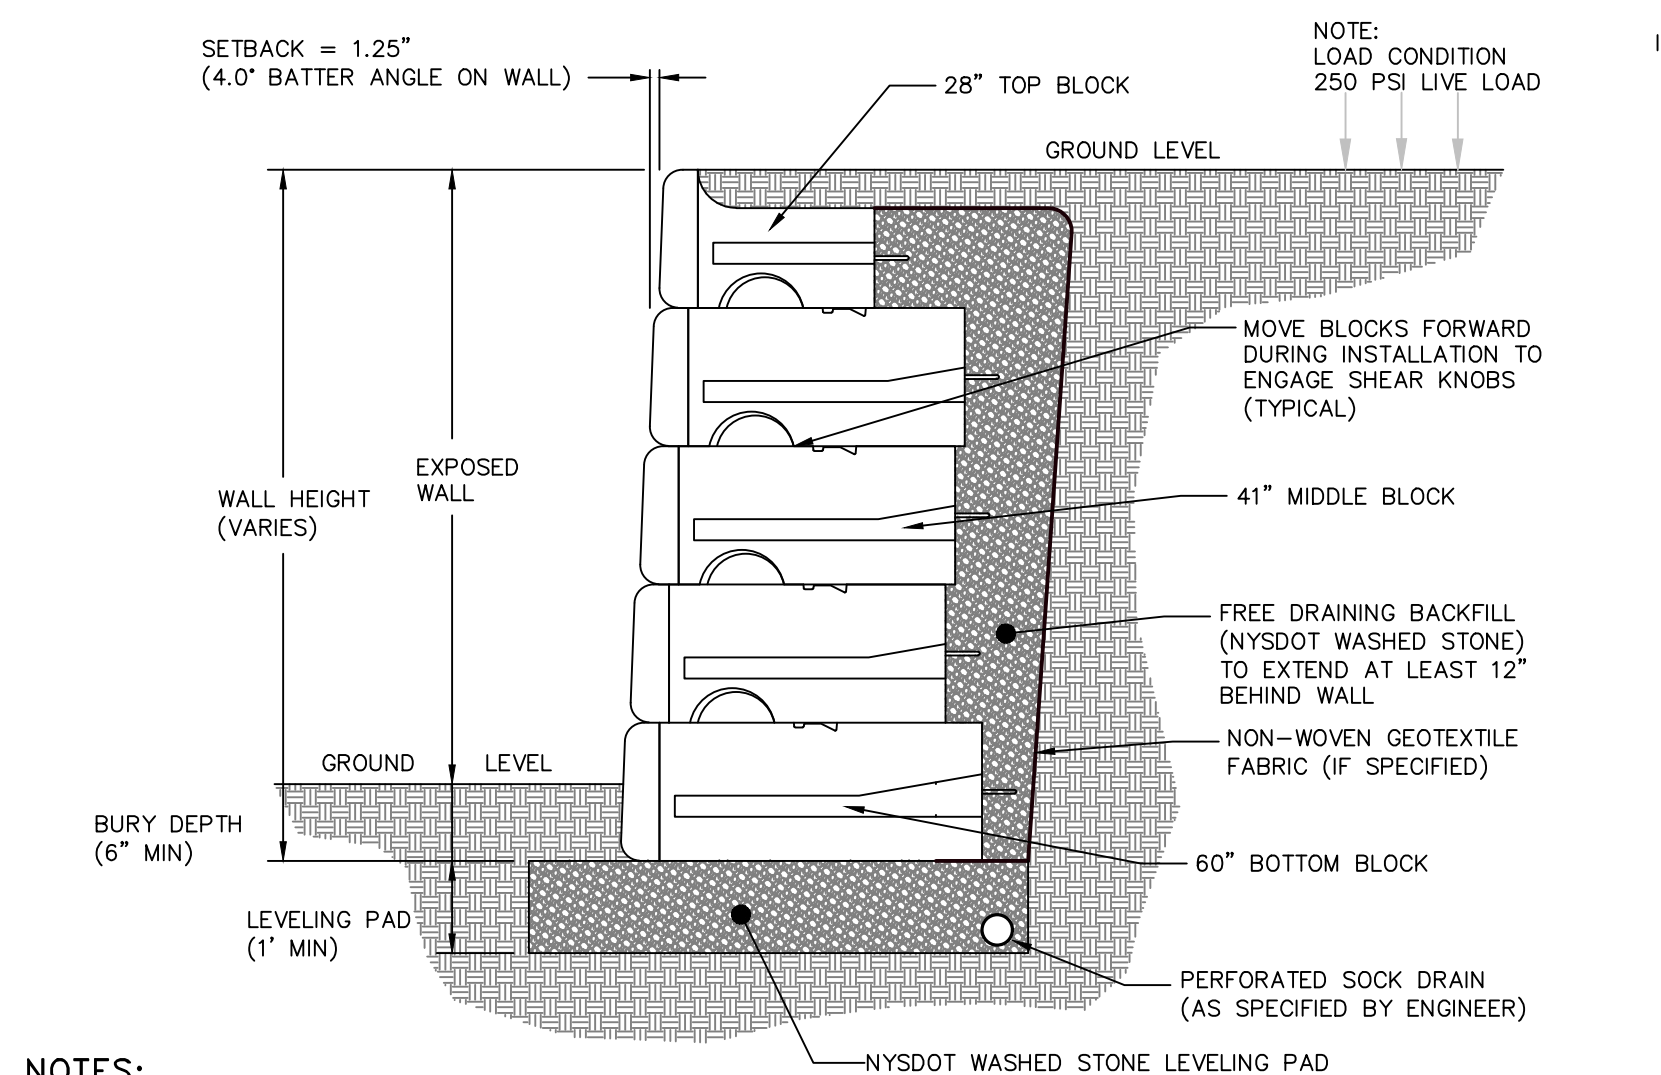 SETBACK = 1.25”
(4.0° BATTER ANGLE ON WALL)
28” TOP BLOCK
NOTE:
LOAD CONDITION
250 PSI LIVE LOAD
GROUND LEVEL
MOVE BLOCKS FORWARD
DURING INSTALLATION TO
ENGAGE SHEAR KNOBS
(TYPICAL)
EXPOSED
WALL
WALL HEIGHT
(VARIES)
41” MIDDLE BLOCK
FREE DRAINING BACKFILL
(NYSDOT WASHED STONE)
TO EXTEND AT LEAST 12”
BEHIND WALL
NON-WOVEN GEOTEXTILE
FABRIC (IF SPECIFIED)
GROUND LEVEL
BURY DEPTH
(6” MIN)
60” BOTTOM BLOCK
LEVELING PAD
(1’ MIN)
PERFORATED SOCK DRAIN
(AS SPECIFIED BY ENGINEER)
NYSDOT WASHED STONE LEVELING PAD
NOTES: